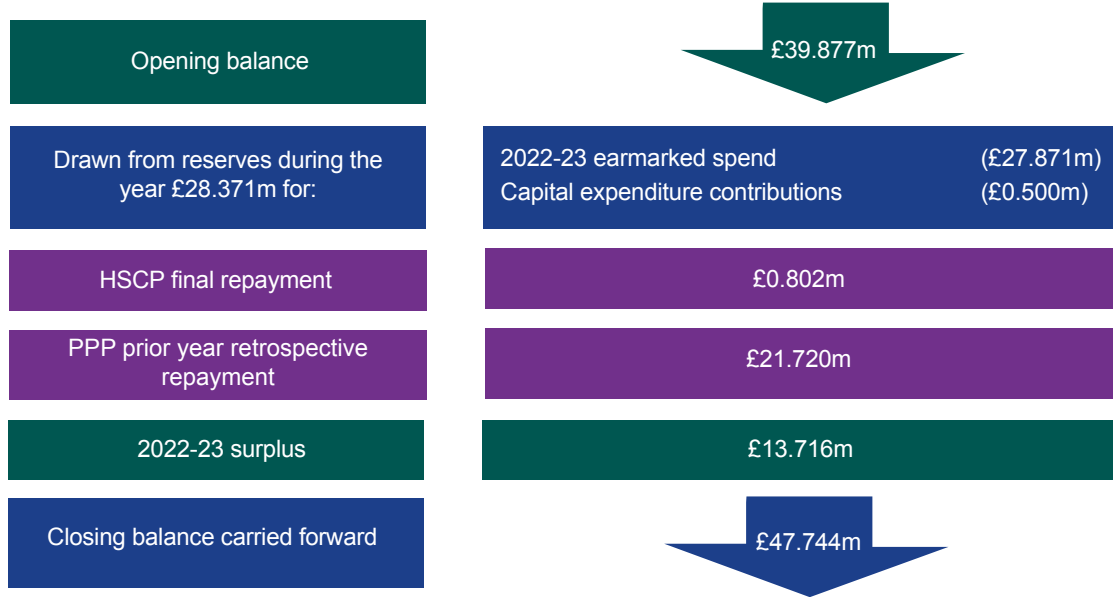 Opening balance
£39.877m
Drawn from reserves during the
year £28.371m for:
2022-23 earmarked spend (£27.871m)
Capital expenditure contributions (£0.500m)
HSCP final repayment
£0.802m
PPP prior year retrospective
repayment
£21.720m
2022-23 surplus
£13.716m
Closing balance carried forward
£47.744m